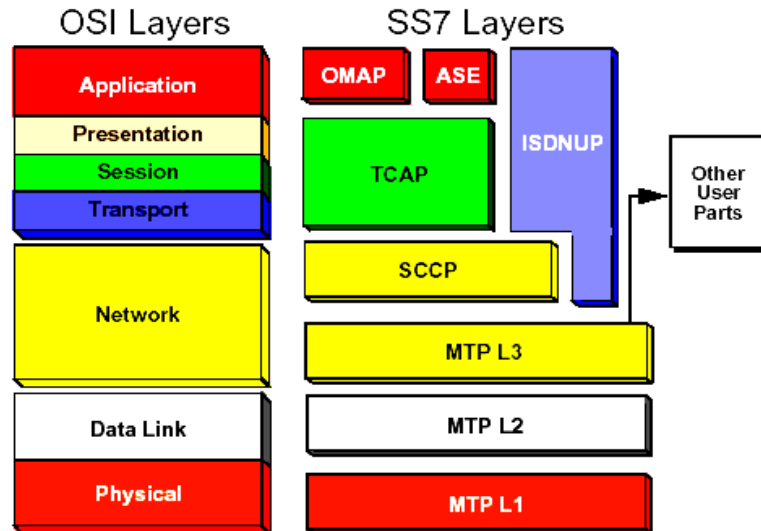 OSI Layers
SS7 Layers
Application
Presentation
Session
Transport
Network
Data Link
Physical
OMAP
ASE
ISDNUP
TCAP
SCCP
MTP L3
MTP L2
MTP L1
Other
User
Parts